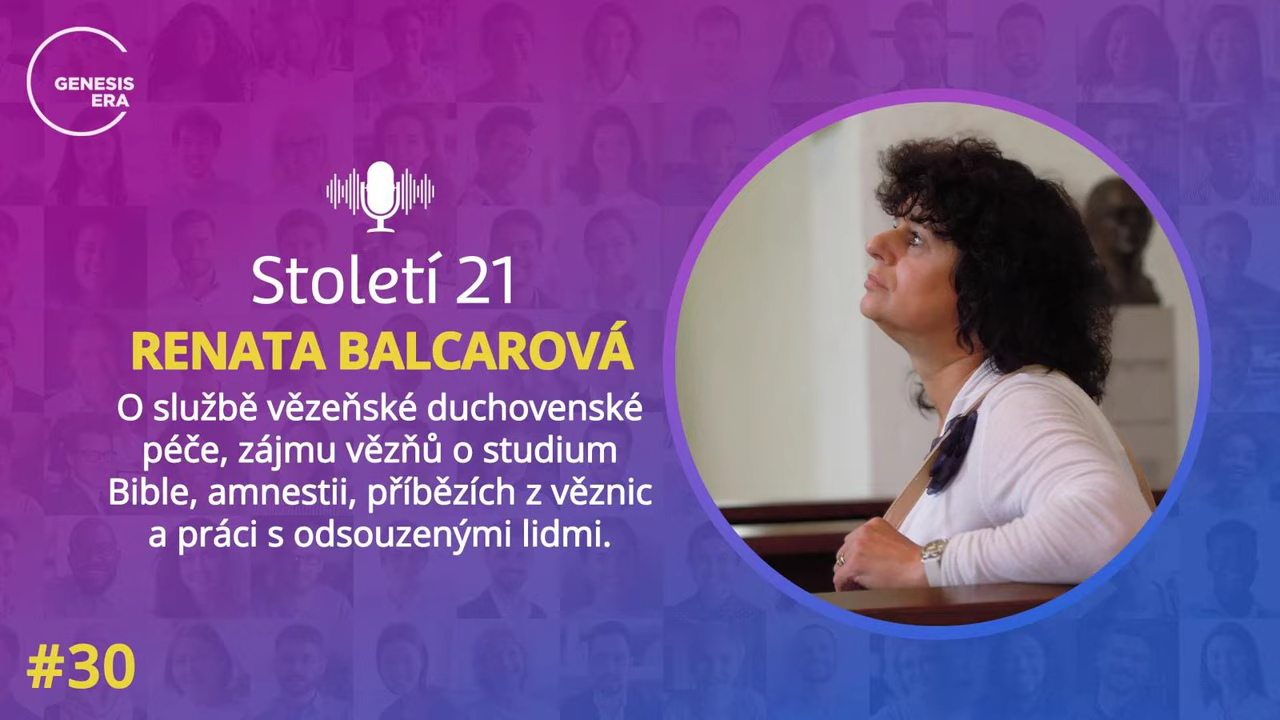 GENESIS
ERA
Století 21
RENATA BALCAROVÁ
O službě vězeňské duchovenské
péče, zájmu vězňů o studium
Bible, amnestii, příbězích z věznic
a práci s odsouzenými lidmi.
#30